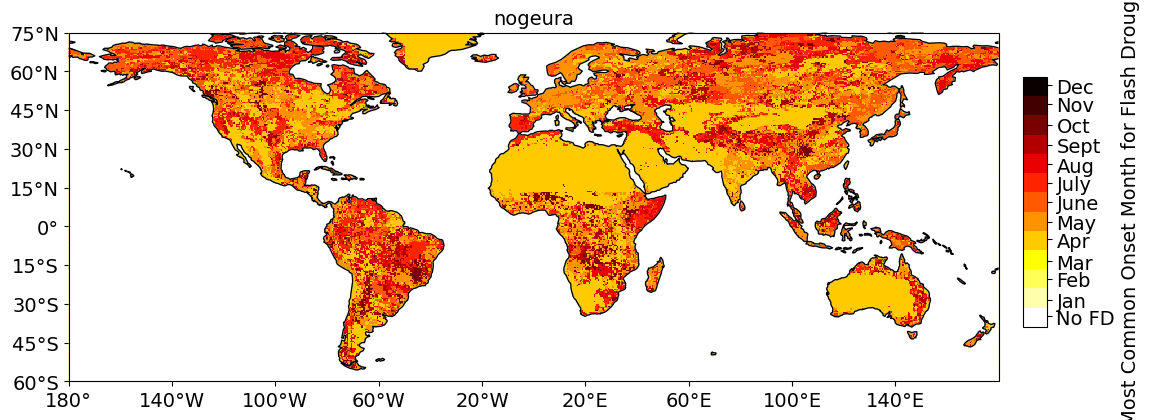 nogeura
75°N
60°N
45°N
30°N
15°N
0°
15°S
30°S
45°S
60°S
180°
140°W
100°W
60°W
20°W
20°E
60°E
100°E
140°E
Dec
Nov
Oct
Sept
Aug
July
June
May
Apr
Mar
Feb
Jan
No FD
Most Common Onset Month for Flash Droug